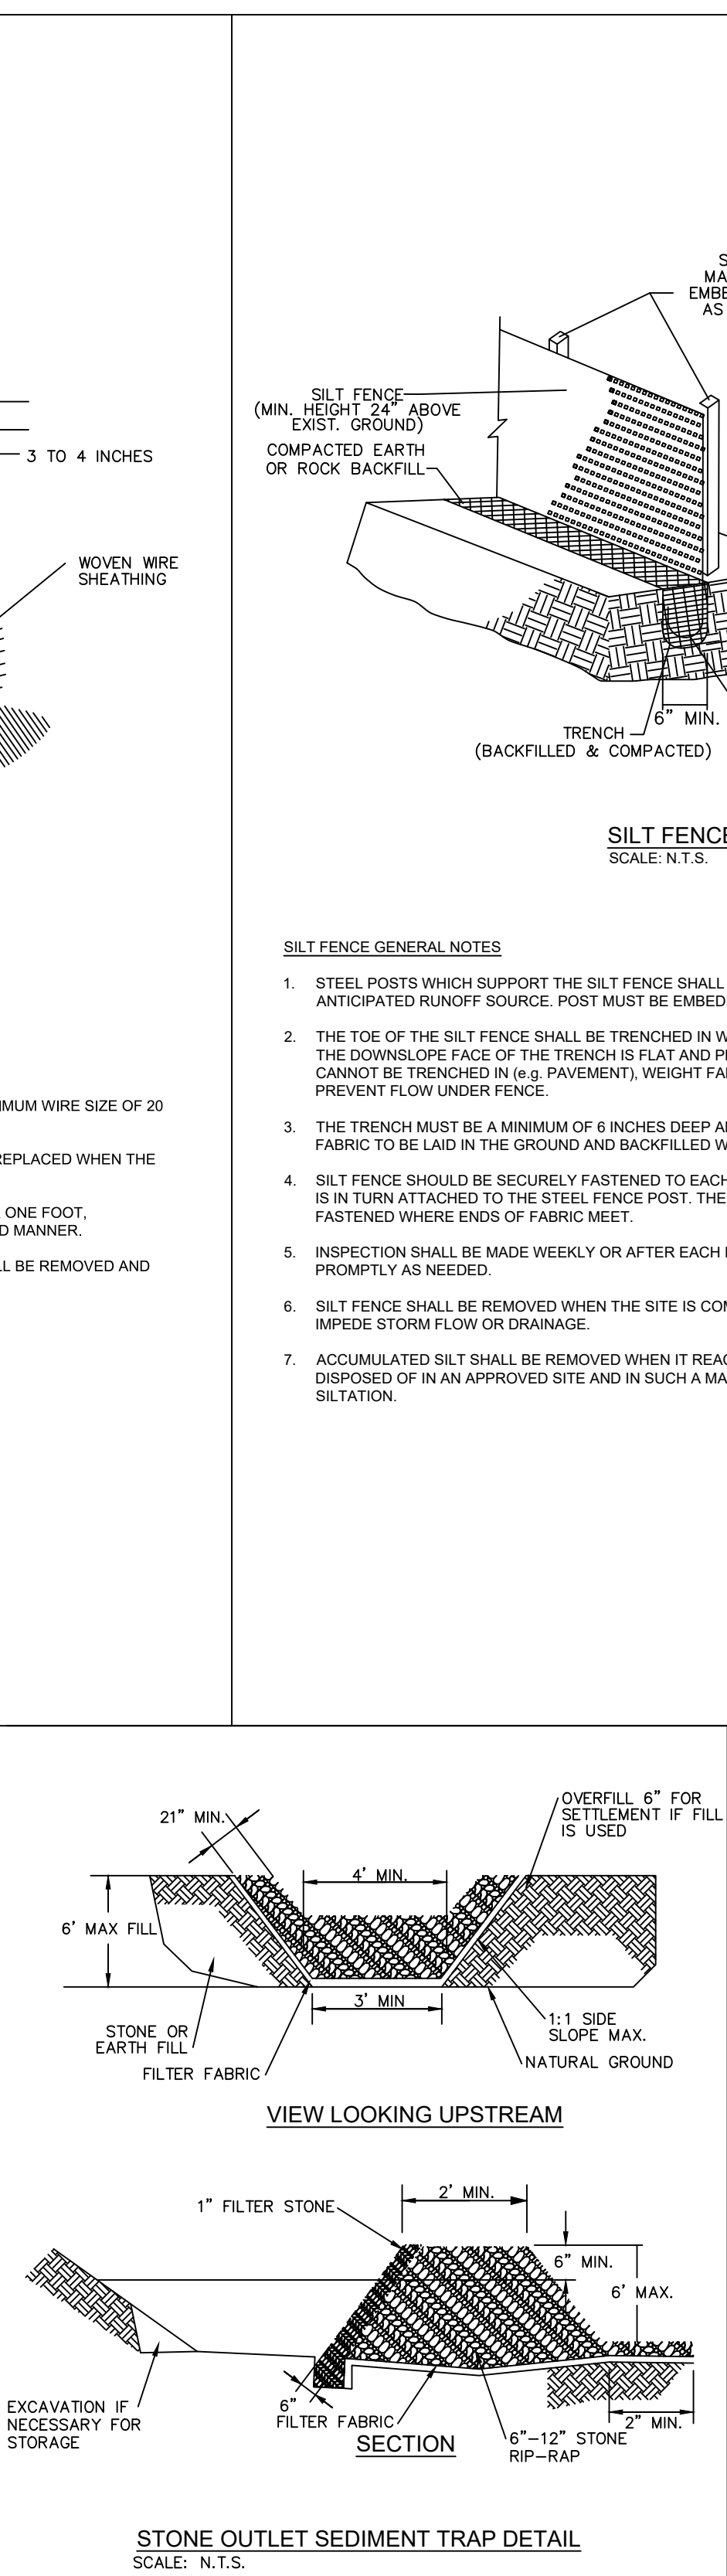 3 TO 4 INCHES
WOVEN WIRE
SHEATHING
WIRE SIZE OF 20
REPLACED WHEN THE
ONE FOOT,
MANNER.
BE REMOVED AND
SILT FENCE
(MIN. HEIGHT 24" ABOVE
EXIST. GROUND)
COMPACTED EARTH
OR ROCK BACKFILL
AS
6" MIN.
TRENCH
(BACKFILLED & COMPACTED)
SILT FENCE
SCALE: N.T.S.
SILT FENCE GENERAL NOTES
1. STEEL POSTS WHICH SUPPORT THE SILT FENCE SHALL
ANTICIPATED RUNOFF SOURCE. POST MUST BE
2. THE TOE OF THE SILT FENCE SHALL BE TRENCHED IN
THE DOWNSLOPE FACE OF THE TRENCH IS FLAT AND
CANNOT BE TRENCHED IN (e.g. PAVEMENT), WEIGHT
PREVENT FLOW UNDER FENCE.
3. THE TRENCH MUST BE A MINIMUM OF 6 INCHES DEEP
FABRIC TO BE LAID IN THE GROUND AND BACKFILLED
4. SILT FENCE SHOULD BE SECURELY FASTENED TO EACH
IS IN TURN ATTACHED TO THE STEEL FENCE POST. THE
FASTENED WHERE ENDS OF FABRIC MEET.
5. INSPECTION SHALL BE MADE WEEKLY OR AFTER EACH
PROMPTLY AS NEEDED.
6. SILT FENCE SHALL BE REMOVED WHEN THE SITE IS
IMPEDE STORM FLOW OR DRAINAGE.
7. ACCUMULATED SILT SHALL BE REMOVED WHEN IT
DISPOSED OF IN AN APPROVED SITE AND IN SUCH A
SILTATION.
21" MIN.
OVERFILL 6" FOR
SETTLEMENT IF FILL
IS USED
4' MIN.
6' MAX FILL
3' MIN
STONE OR
EARTH FILL
FILTER FABRIC
1:1 SIDE
SLOPE MAX.
NATURAL GROUND
VIEW LOOKING UPSTREAM
2' MIN.
1" FILTER STONE
6" MIN.
6' MAX.
EXCAVATION IF
NECESSARY FOR
STORAGE
6"
FILTER FABRIC
2" MIN.
6"-12" STONE
RIP-RAP
SECTION
STONE OUTLET SEDIMENT TRAP DETAIL
SCALE: N.T.S.